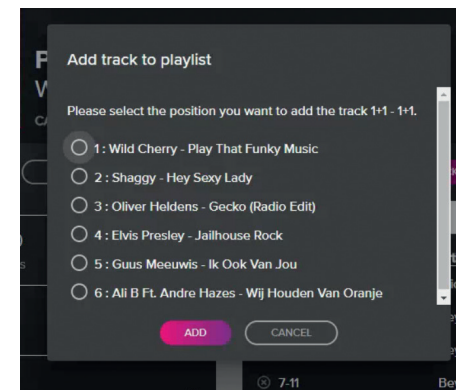 P
W
CA
Add track to playlist
Please select the position you want to add the track 1+1 - 1+1.
1 : Wild Cherry - Play That Funky Music
2 : Shaggy - Hey Sexy Lady
3 : Oliver Heldens - Gecko (Radio Edit)
4 : Elvis Presley - Jailhouse Rock
5 : Guus Meeuwis - Ik Ook Van Jou
6 : Ali B Ft. Andre Hazes - Wij Houden Van Oranje
ADD
CANCEL
7-11
Bey